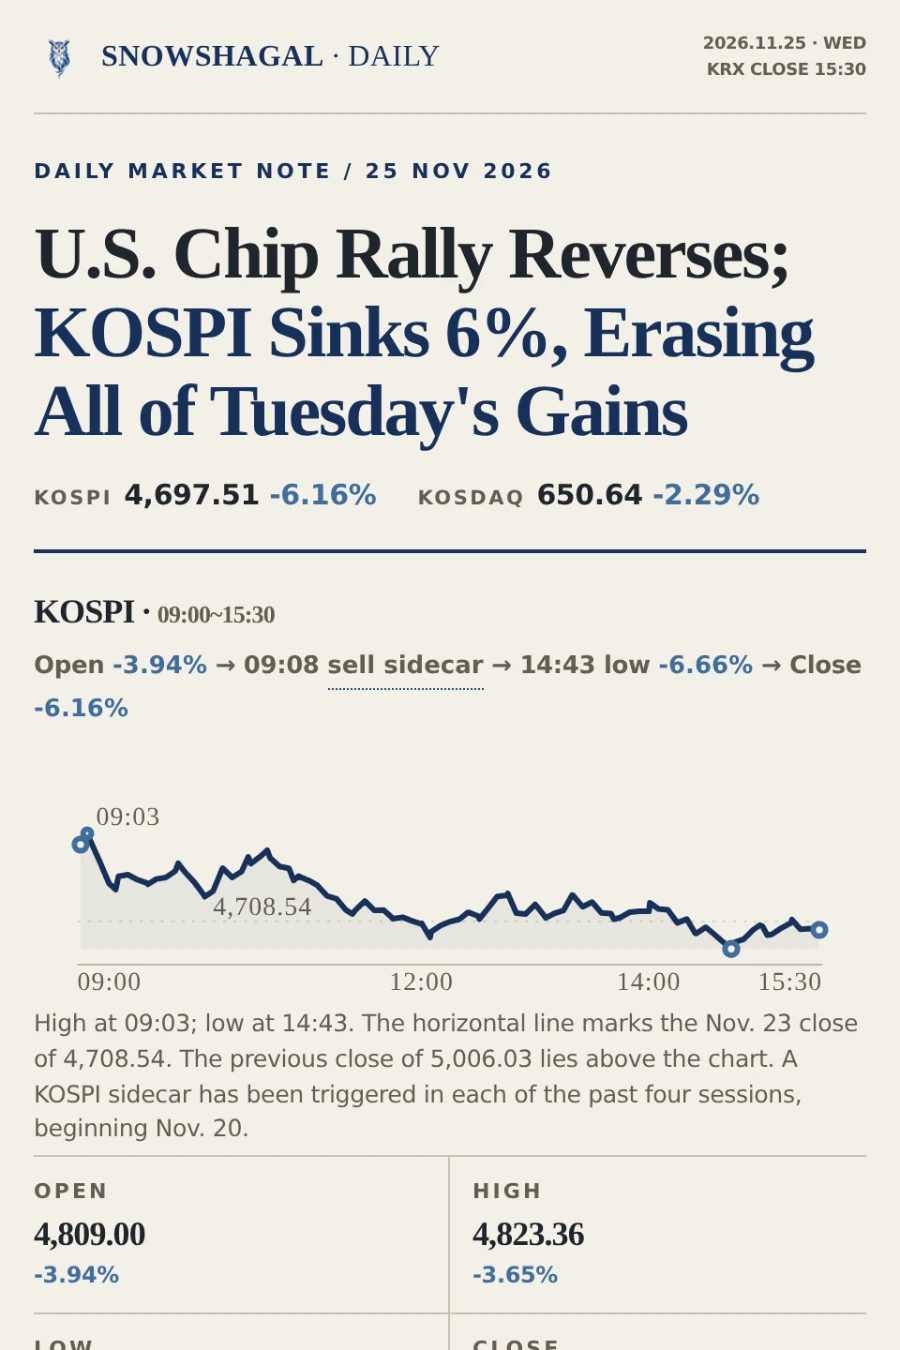 SNOWSHAGAL · DAILY
2026.11.25 · WED
KRX CLOSE 15:30
DAILY MARKET NOTE / 25 NOV 2026
U.S. Chip Rally Reverses;
KOSPI Sinks 6%, Erasing
All of Tuesday's Gains
KOSPI 4,697.51 -6.16% KOSDAQ 650.64 -2.29%
KOSPI · 09:00~15:30
Open -3.94% → 09:08 sell sidecar → 14:43 low -6.66% → Close
-6.16%
09:03
4,708.54
09:00 12:00 14:00 15:30
High at 09:03; low at 14:43. The horizontal line marks the Nov. 23 close
of 4,708.54. The previous close of 5,006.03 lies above the chart. A
KOSPI sidecar has been triggered in each of the past four sessions,
beginning Nov. 20.
OPEN HIGH
4,809.00 4,823.36
-3.94% -3.65%
LOW CLOSE